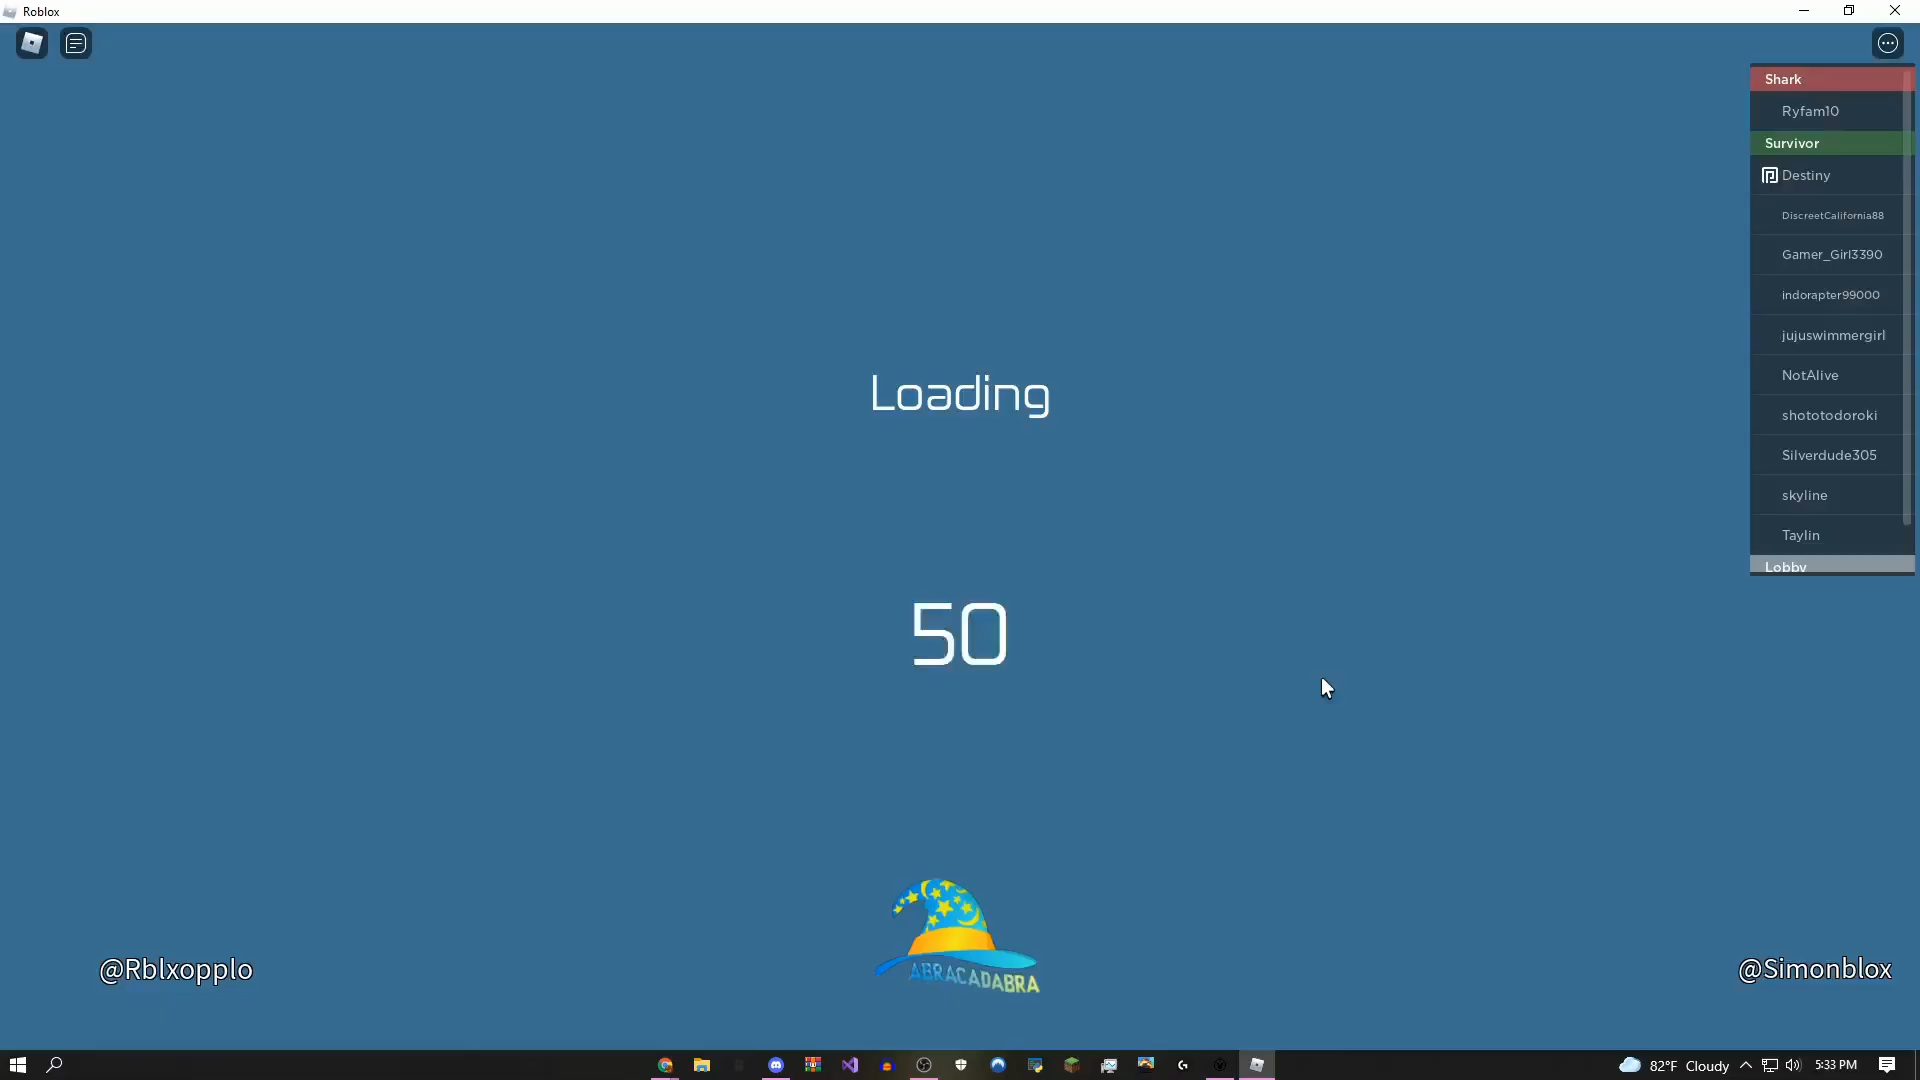 Roblox
Shark
Ryfam10
Survivor
Destiny
DiscreetCalifornia88
Gamer_Girl3390
indorapter99000
jujuswimmergirl
NotAlive
shototodoroki
Silverdude305
skyline
Taylin
Lobby
Loading
50
ABRACADABRA
@Rblxopplo
@Simonblox
82°F Cloudy
5:33 PM